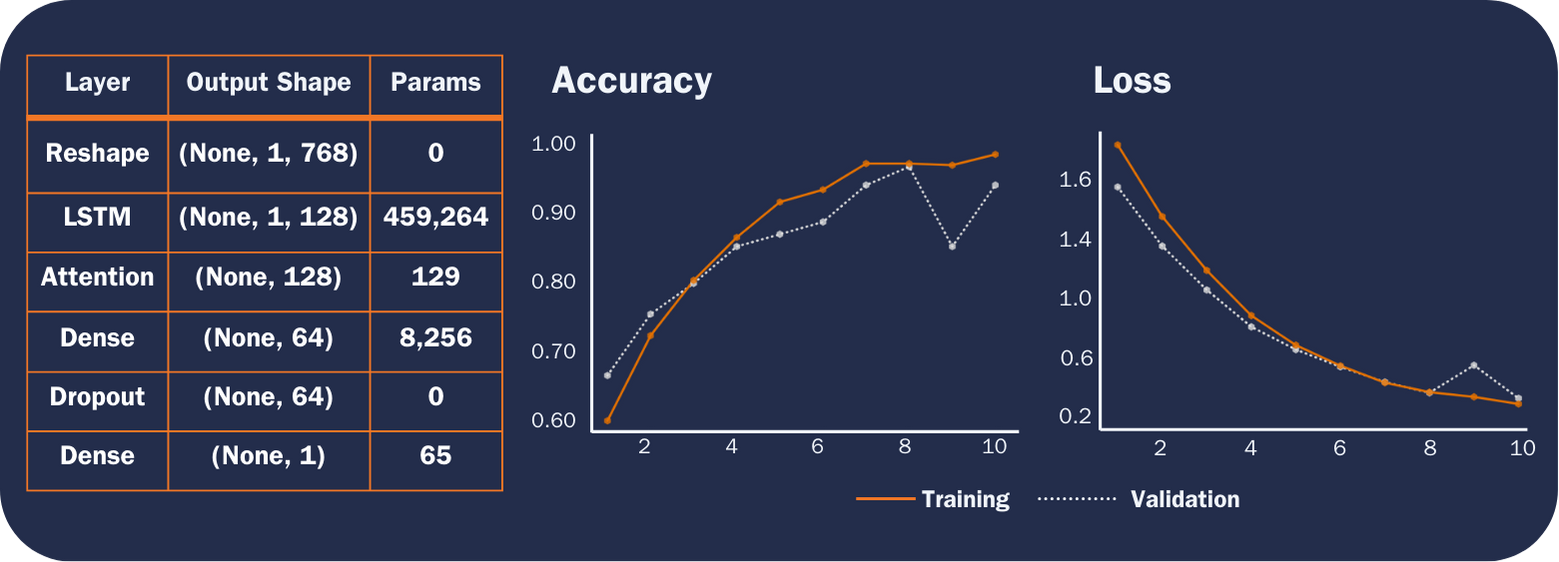 Layer Output Shape Params
Reshape (None, 1, 768) 0
LSTM (None, 1, 128) 459,264
Attention (None, 128) 129
Dense (None, 64) 8,256
Dropout (None, 64) 0
Dense (None, 1) 65
Accuracy
1.00
0.90
0.80
0.70
0.60
2 4 6 8 10
Loss
1.6
1.4
1.0
0.6
0.2
2 4 6 8 10
Training Validation